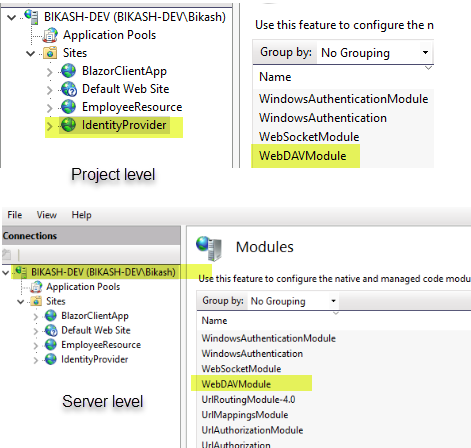 BIKASH-DEV (BIKASH-DEV\Bikash)
Application Pools
Sites
BlazorClientApp
Default Web Site
EmployeeResource
IdentityProvider
Project level
Use this feature to configure the n
Group by: No Grouping
Name
WindowsAuthenticationModule
WindowsAuthentication
WebSocketModule
WebDAVModule
File View Help
Connections
BIKASH-DEV (BIKASH-DEV\Bikash)
Application Pools
Sites
BlazorClientApp
Default Web Site
EmployeeResource
IdentityProvider
Server level
Modules
Use this feature to configure the native and managed code modu
Group by: No Grouping
Name
WindowsAuthenticationModule
WindowsAuthentication
WebSocketModule
WebDAVModule
UrlRoutingModule-4.0
UrlMappingsModule
UrlAuthorizationModule
UrlAuthorization